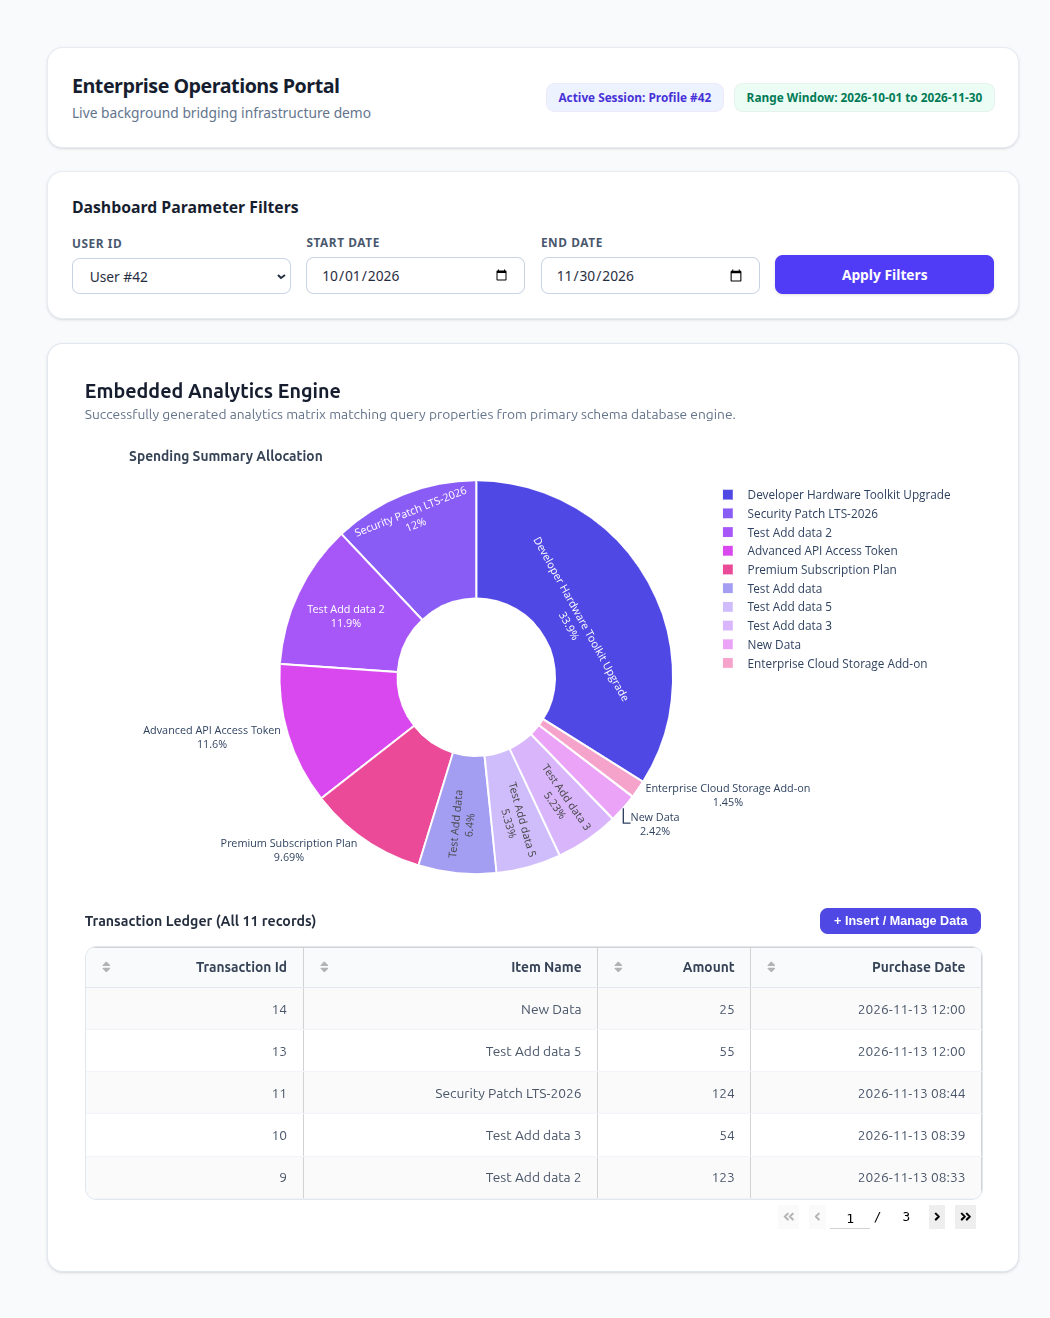 Enterprise Operations Portal
Live background bridging infrastructure demo
Active Session: Profile #42
Range Window: 2026-10-01 to 2026-11-30
Dashboard Parameter Filters
USER ID
START DATE
END DATE
User #42
10/01/2026
11/30/2026
Apply Filters
Embedded Analytics Engine
Successfully generated analytics matrix matching query properties from primary schema database engine.
Spending Summary Allocation
Security Patch LTS-2026
12%
Developer Hardware Toolkit Upgrade
33.9%
Test Add data 2
11.9%
Advanced API Access Token
11.6%
Premium Subscription Plan
9.69%
Test Add data
6.4%
Test Add data 5
5.33%
Test Add data 3
5.23%
Enterprise Cloud Storage Add-on
1.45%
New Data
2.42%
Developer Hardware Toolkit Upgrade
Security Patch LTS-2026
Test Add data 2
Advanced API Access Token
Premium Subscription Plan
Test Add data
Test Add data 5
Test Add data 3
New Data
Enterprise Cloud Storage Add-on
Transaction Ledger (All 11 records)
+ Insert / Manage Data
Transaction Id Item Name Amount Purchase Date
14 New Data 25 2026-11-13 12:00
13 Test Add data 5 55 2026-11-13 12:00
11 Security Patch LTS-2026 124 2026-11-13 08:44
10 Test Add data 3 54 2026-11-13 08:39
9 Test Add data 2 123 2026-11-13 08:33
1 / 3